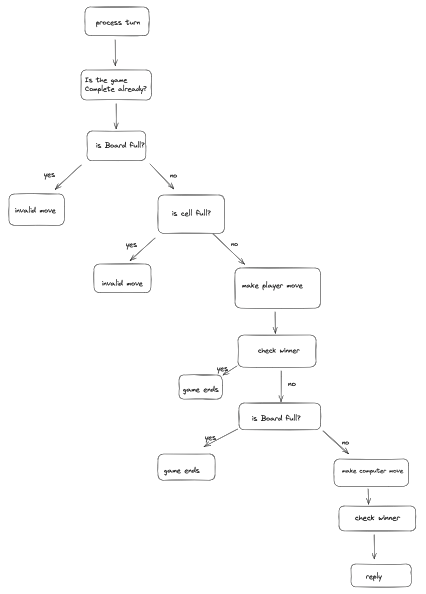 process turn
Is the game
Complete already?
is Board full?
yes
no
invalid move
is cell full?
yes
no
invalid move
make player move
check winner
yes
game ends
no
is Board full?
yes
no
game ends
make computer move
check winner
reply